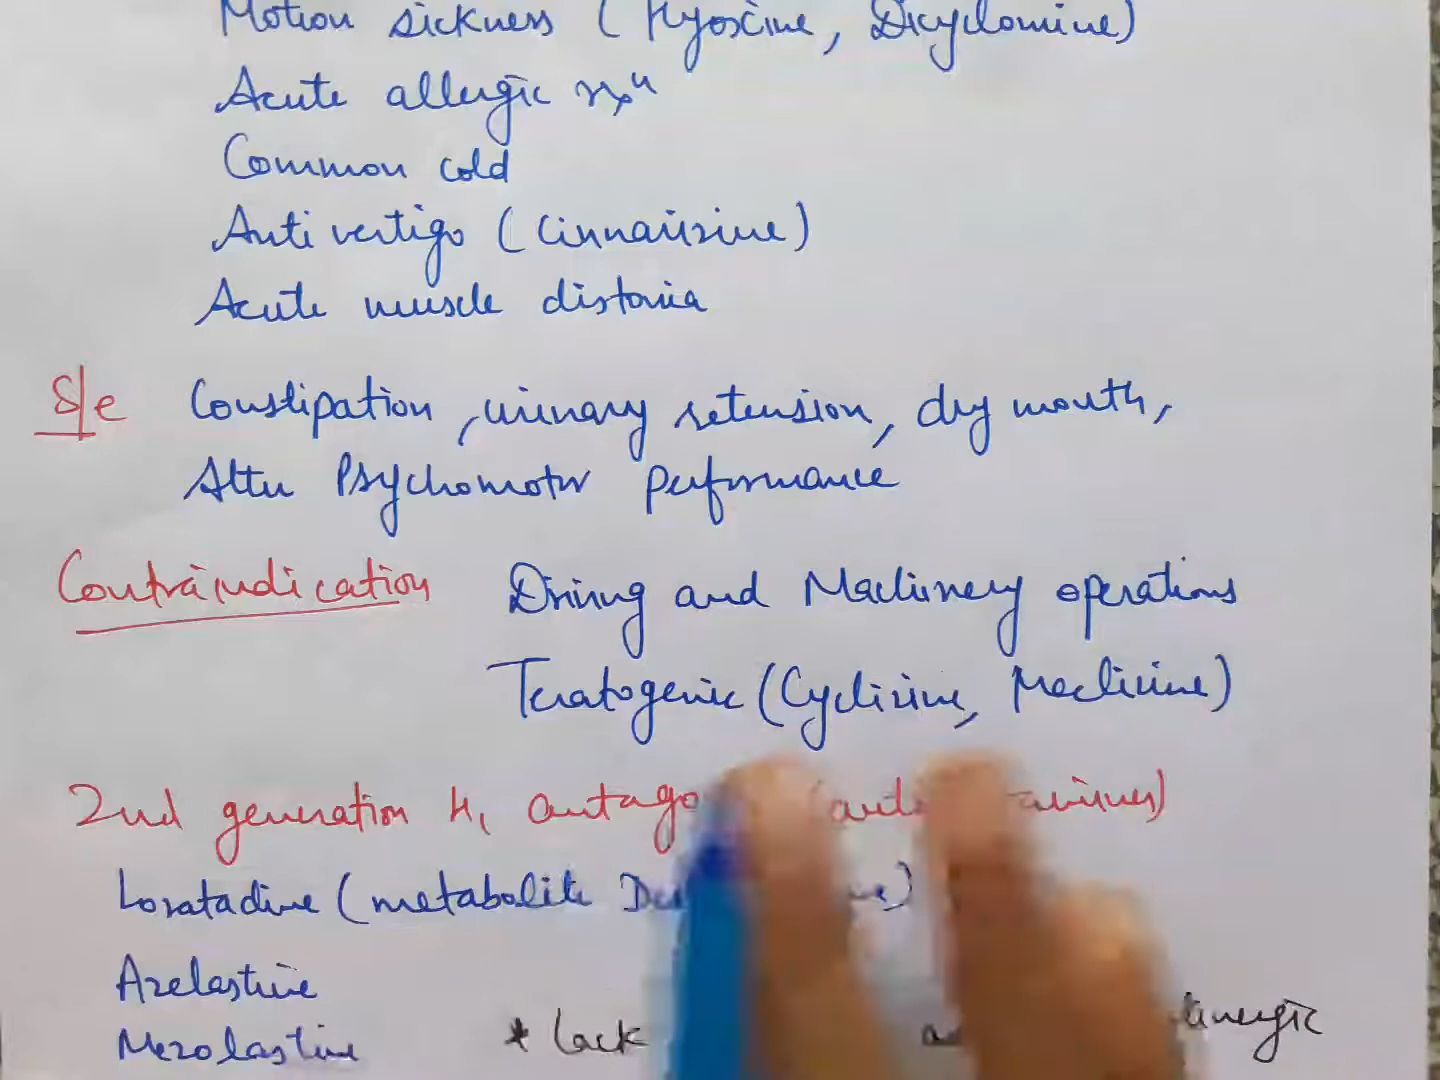 Motion sickness (Hyoscine, Dicyclomine)
Acute allergic rxn
Common cold
Anti vertigo (Cinnarizine)
Acute muscle distonia
S/e Constipation, urinary retension, dry mouth,
Alter Psychomotor performance
Contraindication Driving and Machinery operations
Teratogenic (Cyclizine, Meclizine)
2nd generation H1
Loratadine (metabolite
Azelastine
Mezolastine * lack